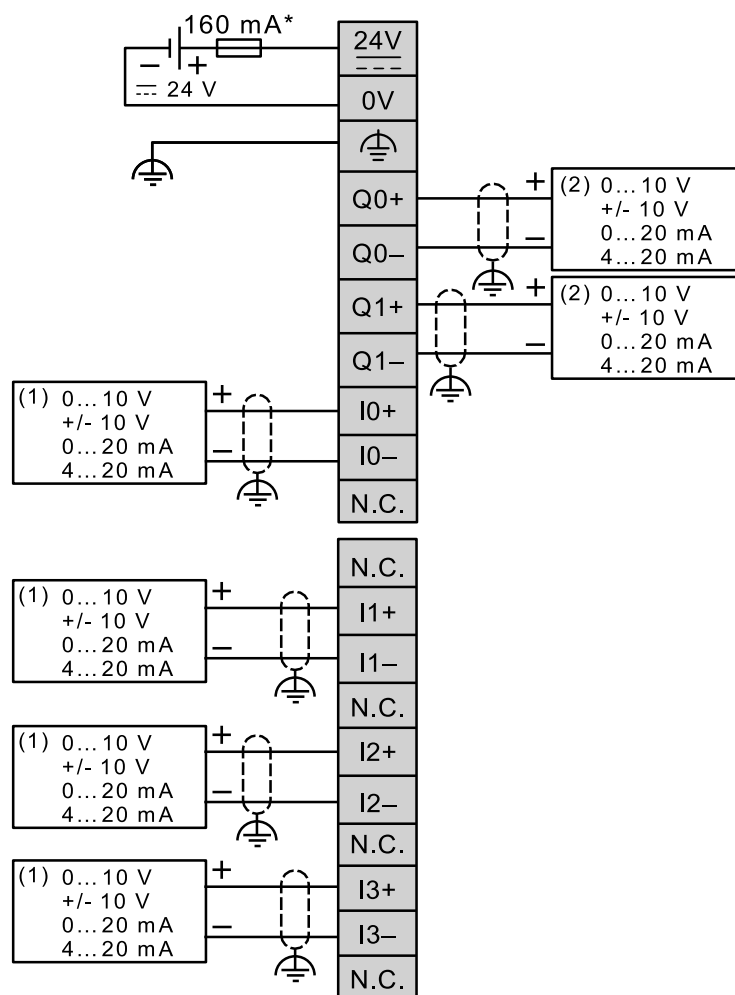 160 mA*
24V
– +
24 V
0V
Q0+
+ (2) 0...10 V
+/- 10 V
0...20 mA
4...20 mA
–
Q0–
Q1+
+ (2) 0...10 V
+/- 10 V
0...20 mA
4...20 mA
–
Q1–
(1) 0...10 V
+/- 10 V
0...20 mA
4...20 mA
+
–
I0+
I0–
N.C.
N.C.
(1) 0...10 V
+/- 10 V
0...20 mA
4...20 mA
+
–
I1+
I1–
N.C.
(1) 0...10 V
+/- 10 V
0...20 mA
4...20 mA
+
–
I2+
I2–
N.C.
(1) 0...10 V
+/- 10 V
0...20 mA
4...20 mA
+
–
I3+
I3–
N.C.